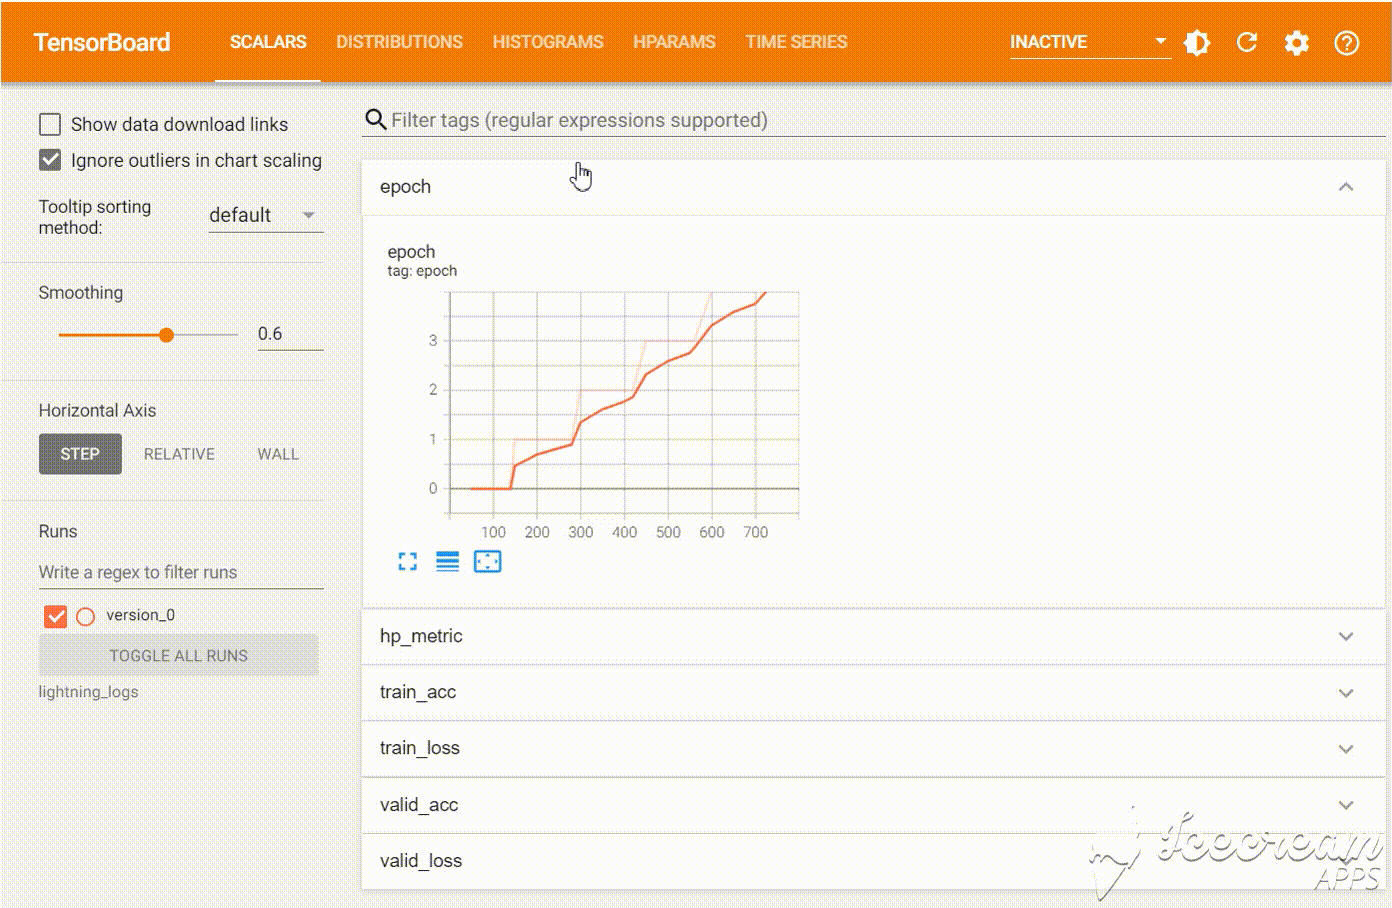 TensorBoard SCALARS DISTRIBUTIONS HISTOGRAMS HPARAMS TIME SERIES INACTIVE
Show data download links
Ignore outliers in chart scaling
Tooltip sorting
method:
default
Smoothing
0.6
Horizontal Axis
STEP RELATIVE WALL
Runs
Write a regex to filter runs
version_0
TOGGLE ALL RUNS
lightning_logs
Filter tags (regular expressions supported)
epoch
epoch
tag: epoch
3
2
1
0
100 200 300 400 500 600 700
hp_metric
train_acc
train_loss
valid_acc
valid_loss
Icecream
APPS